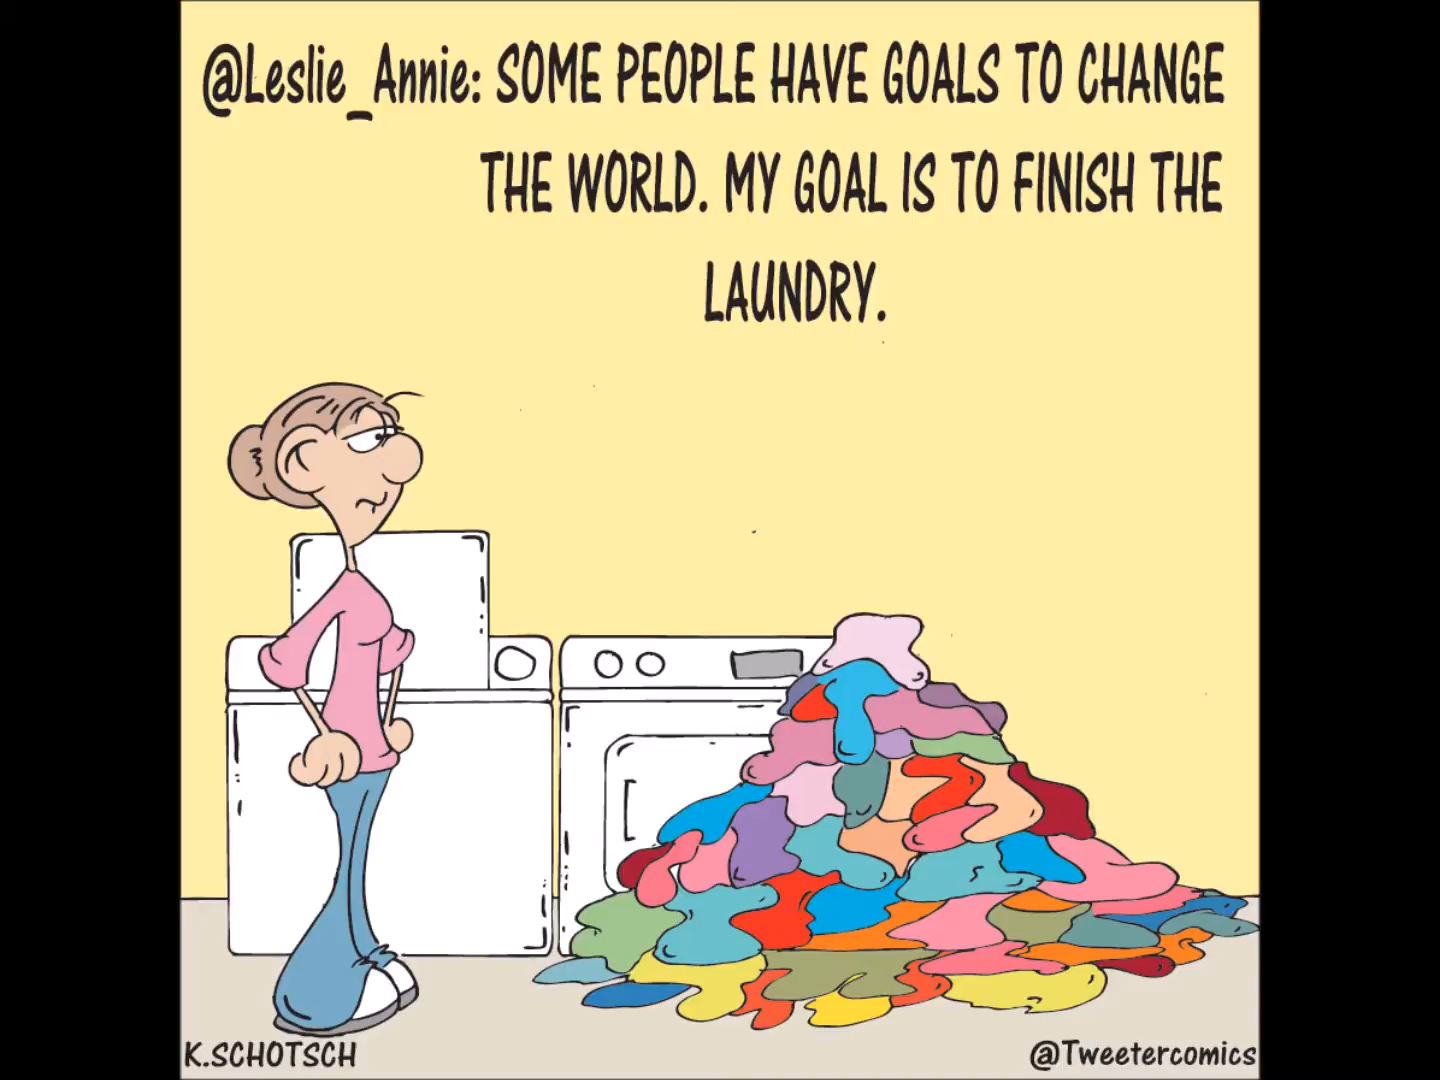 @Leslie_Annie: SOME PEOPLE HAVE GOALS TO CHANGE
THE WORLD. MY GOAL IS TO FINISH THE
LAUNDRY.
K.SCHOTSCH
@Tweetercomics